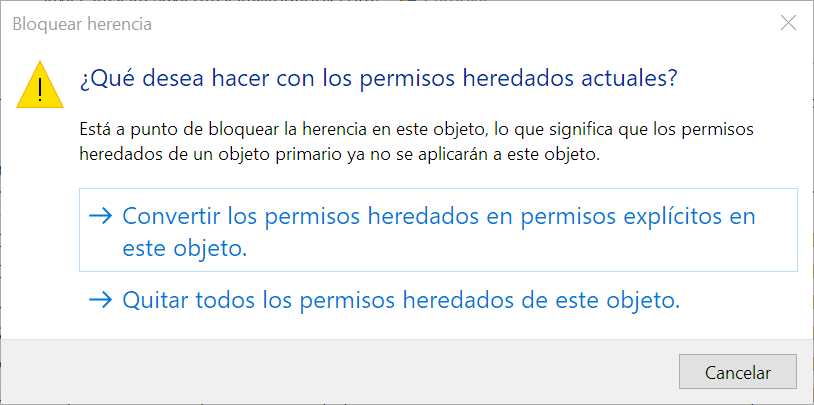 Bloquear herencia
¿Qué desea hacer con los permisos heredados actuales?
Está a punto de bloquear la herencia en este objeto, lo que significa que los permisos
heredados de un objeto primario ya no se aplicarán a este objeto.
Convertir los permisos heredados en permisos explícitos en
este objeto.
Quitar todos los permisos heredados de este objeto.
Cancelar